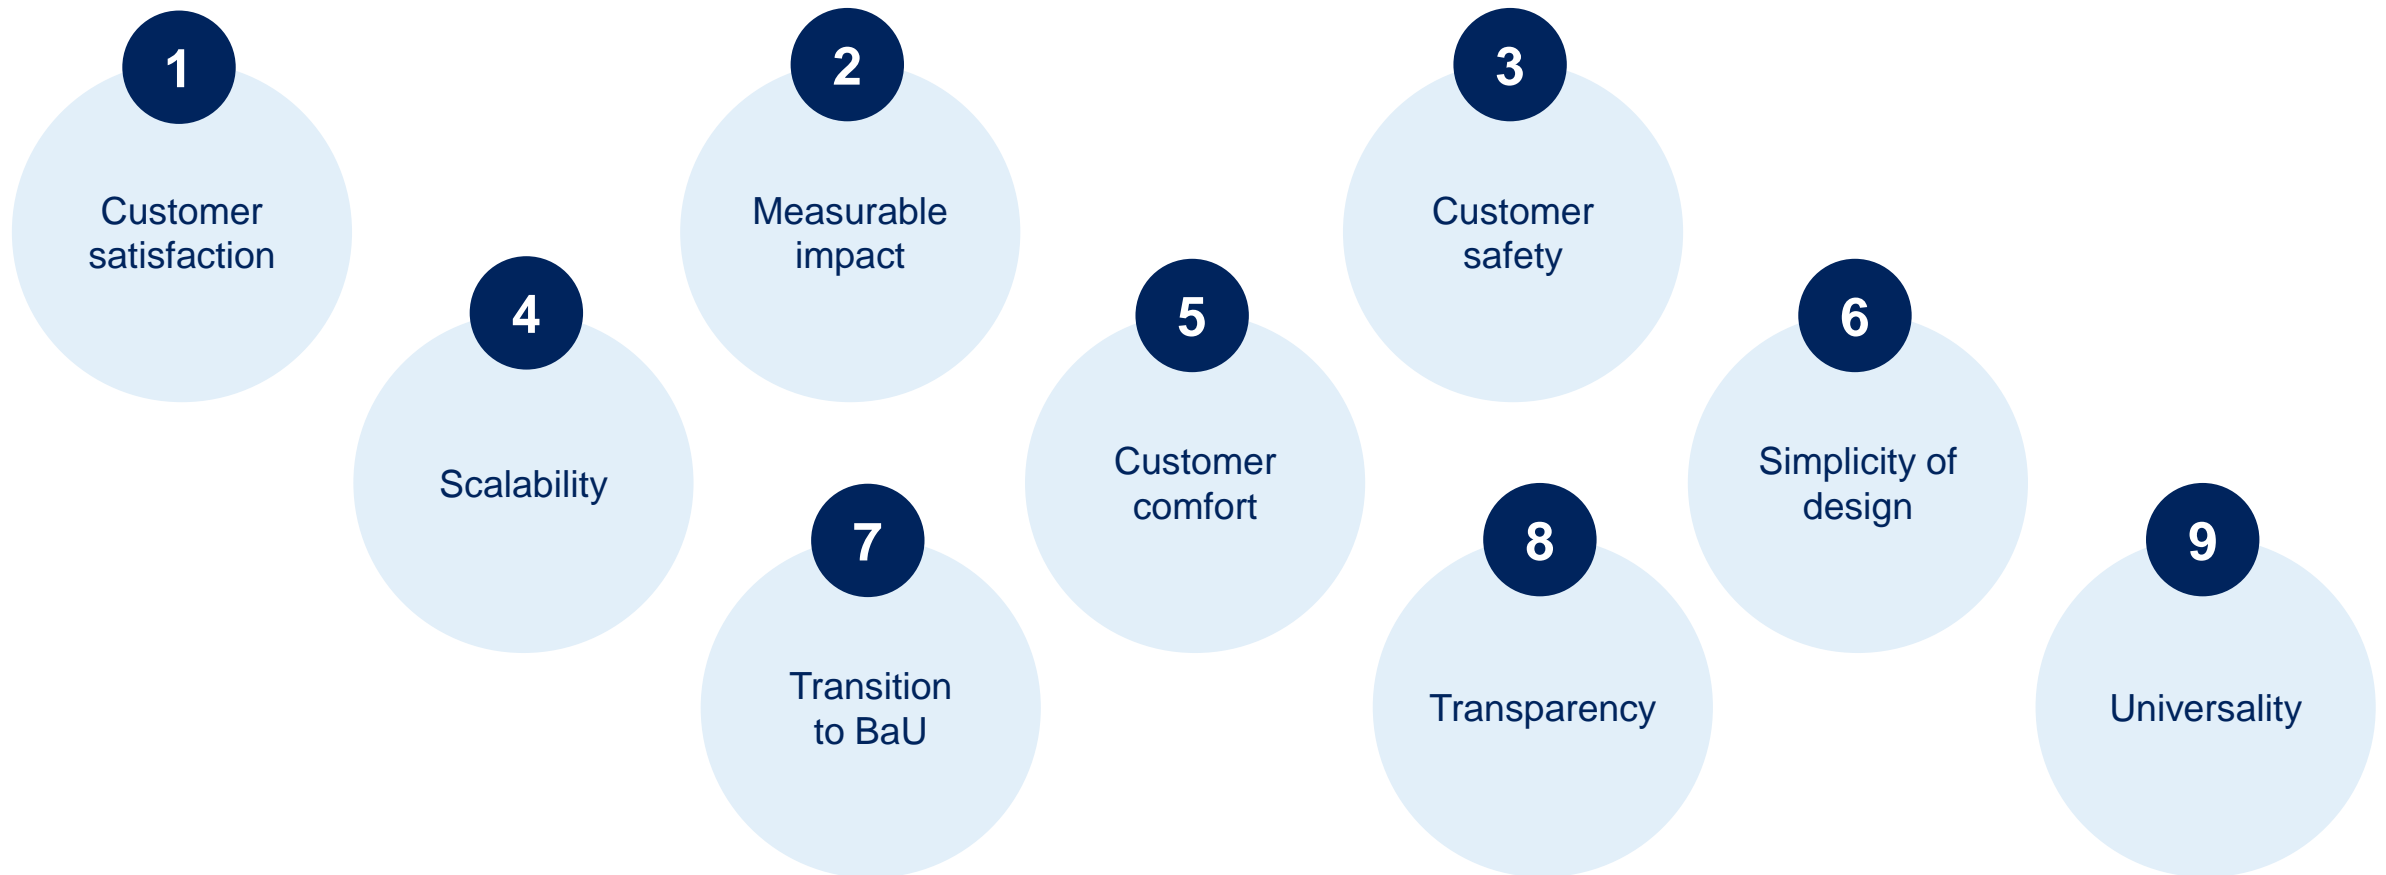 1
Customer
satisfaction
2
Measurable
impact
3
Customer
safety
4
Scalability
5
Customer
comfort
6
Simplicity of
design
7
Transition
to BaU
8
Transparency
9
Universality